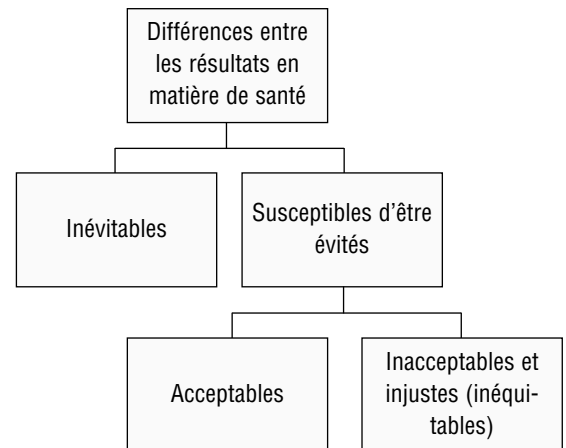 Différences entre
les résultats en
matière de santé
Inévitables
Susceptibles d'être
évités
Acceptables
Inacceptables et
injustes (inéqui-
tables)